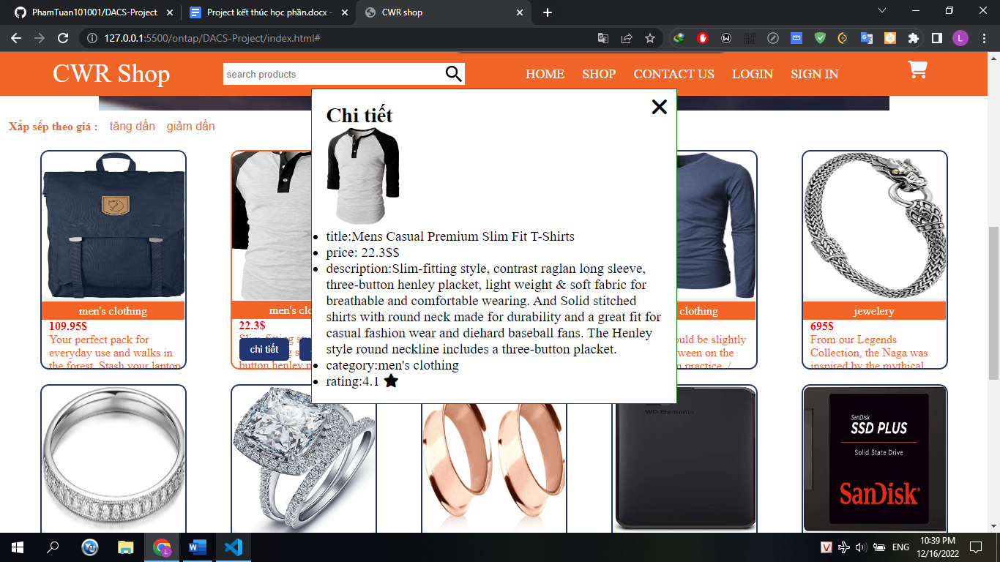 PhamTuan101001/DACS-Project
Project kết thúc học phần.docx -
CWR shop
127.0.0.1:5500/ontap/DACS-Project/index.html#
CWR Shop
search products
HOME
SHOP
CONTACT US
LOGIN
SIGN IN
Xắp sếp theo giá :
tăng dần
giảm dần
Chi tiết
title:Mens Casual Premium Slim Fit T-Shirts
price: 22.3$$
description:Slim-fitting style, contrast raglan long sleeve,
three-button henley placket, light weight & soft fabric for
breathable and comfortable wearing. And Solid stitched
shirts with round neck made for durability and a great fit for
casual fashion wear and diehard baseball fans. The Henley
style round neckline includes a three-button placket.
category:men's clothing
rating:4.1
men's clothing
109.95$
Your perfect pack for
everyday use and walks in
the forest. Stash your laptop
men's clo
22.3$
Slim-fitting st
chi tiết
button henley p
clothing
uld be slightly
ween on the
n practice. /
jewelery
695$
From our Legends
Collection, the Naga was
inspired by the mythical
WD Elements
SanDisk
SSD PLUS
Solid State Drive
SanDisk
L
ENG
10:39 PM
12/16/2022